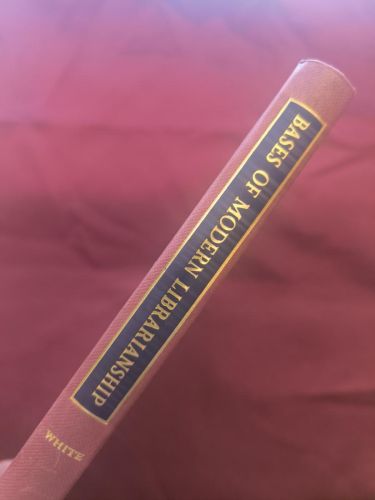 BASES OF MODERN LIBRARIANSHIP
WHITE